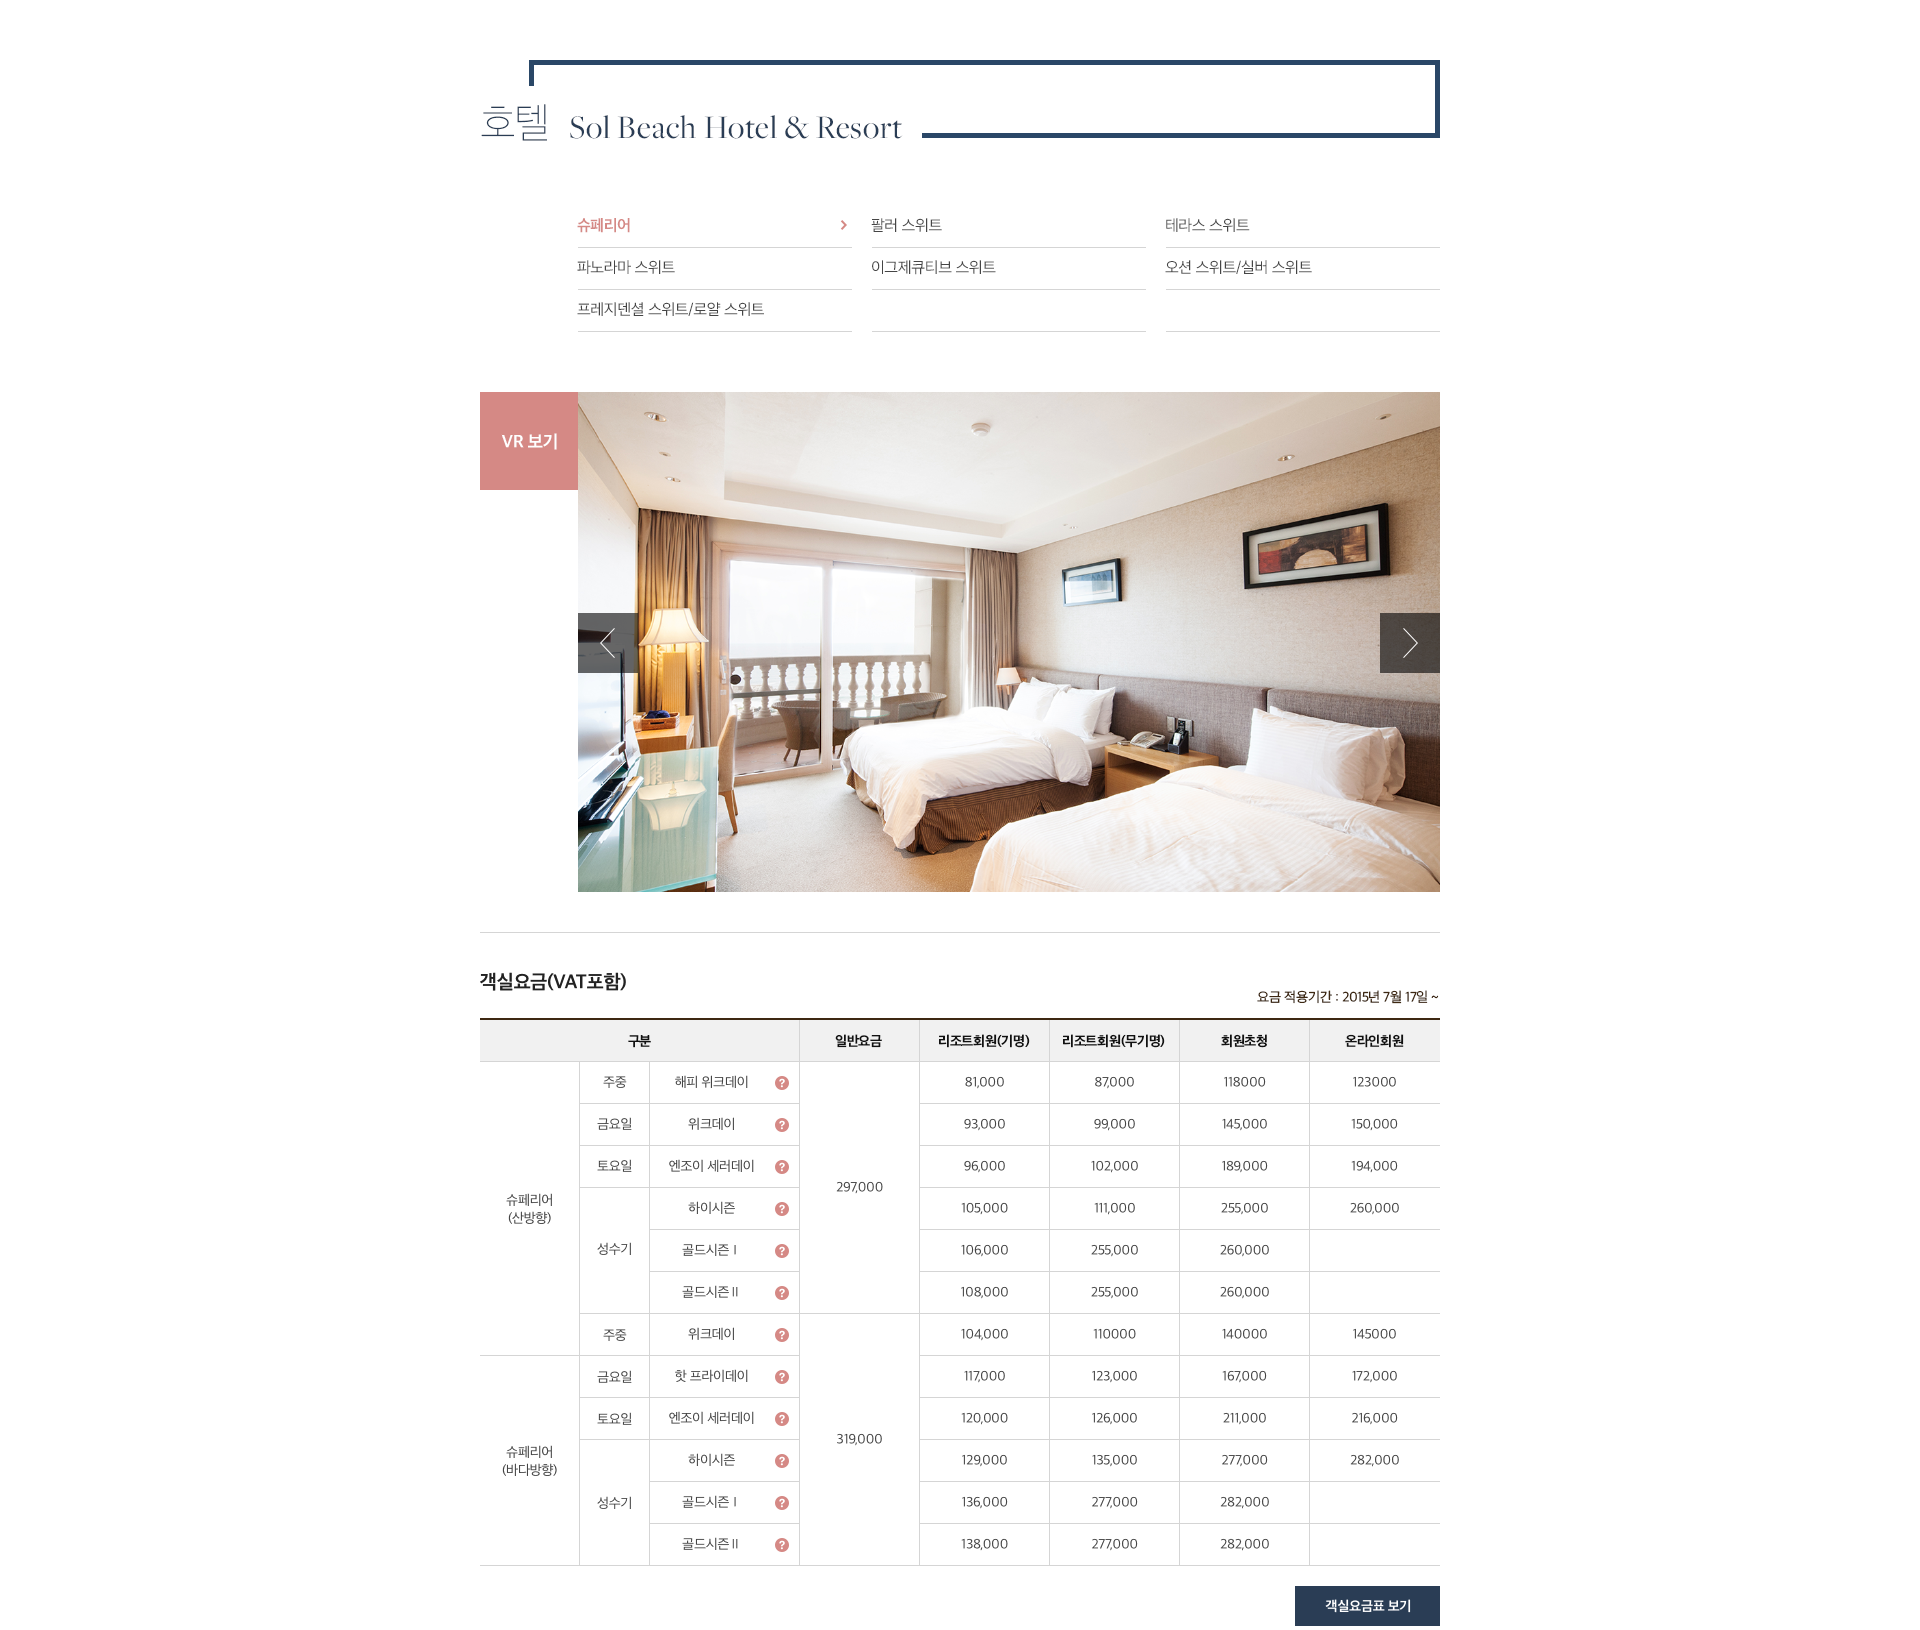 호텔 Sol Beach Hotel & Resort
슈페리어 팔러 스위트 테라스 스위트
파노라마 스위트 이그제큐티브 스위트 오션 스위트/실버 스위트
프레지덴셜 스위트/로얄 스위트
VR 보기
객실요금(VAT포함)
요금 적용기간 : 2015년 7월 17일 ~
구분 일반요금 리조트회원(기명) 리조트회원(무기명) 회원초청 온라인회원
주중 해피 위크데이 ? 81,000 87,000 118000 123000
금요일 위크데이 ? 93,000 99,000 145,000 150,000
토요일 엔조이 세러데이 ? 96,000 102,000 189,000 194,000
297,000
슈페리어
(산방향)
하이시즌 ? 105,000 111,000 255,000 260,000
성수기 골드시즌 I ? 106,000 255,000 260,000
골드시즌 II ? 108,000 255,000 260,000
주중 위크데이 ? 104,000 110000 140000 145000
금요일 핫 프라이데이 ? 117,000 123,000 167,000 172,000
토요일 엔조이 세러데이 ? 120,000 126,000 211,000 216,000
319,000
슈페리어
(바다방향)
하이시즌 ? 129,000 135,000 277,000 282,000
성수기 골드시즌 I ? 136,000 277,000 282,000
골드시즌 II ? 138,000 277,000 282,000
객실요금표 보기